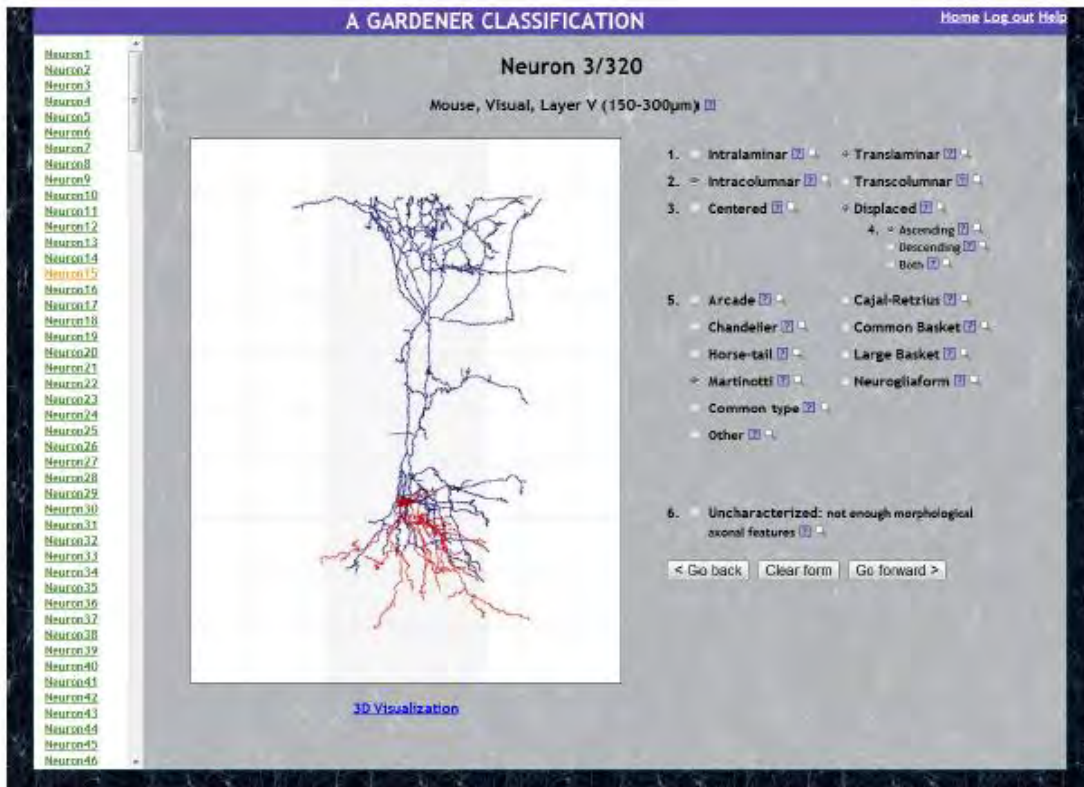 A GARDENER CLASSIFICATION
Home Log out Help
Neuron1
Neuron2
Neuron3
Neuron4
Neuron5
Neuron6
Neuron7
Neuron8
Neuron9
Neuron10
Neuron11
Neuron12
Neuron13
Neuron14
Neuron15
Neuron16
Neuron17
Neuron18
Neuron19
Neuron20
Neuron21
Neuron22
Neuron23
Neuron24
Neuron25
Neuron26
Neuron27
Neuron28
Neuron29
Neuron30
Neuron31
Neuron32
Neuron33
Neuron34
Neuron35
Neuron36
Neuron37
Neuron38
Neuron39
Neuron40
Neuron41
Neuron42
Neuron43
Neuron44
Neuron45
Neuron46
Neuron 3/320
Mouse, Visual, Layer V (150-300µm) ?
3D Visualization
1. Intralaminar ? Translaminar ?
2. Intracolumnar ? Transcolumnar ?
3. Centered ? Displaced ?
4. Ascending ?
Descending ?
Both ?
5. Arcade ? Cajal-Retzius ?
Chandelier ? Common Basket ?
Horse-tail ? Large Basket ?
Martinotti ? Neurogliaform ?
Common type ?
Other ?
6. Uncharacterized: not enough morphological
axonal features ?
< Go back Clear form Go forward >